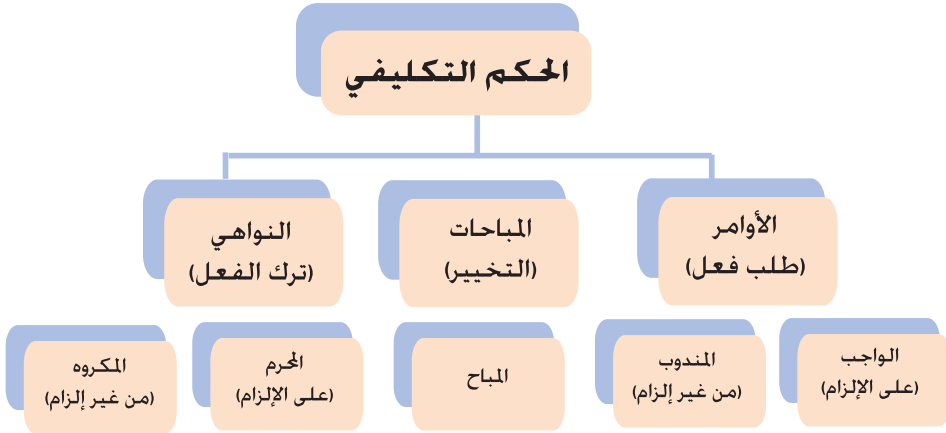 الحكم التكليفي
الأوامر
(طلب فعل)
المباحات
(التخيير)
النواهي
(ترك الفعل)
الواجب
(على الإلزام)
المندوب
(من غير إلزام)
المباح
المحرم
(على الإلزام)
المكروه
(من غير إلزام)